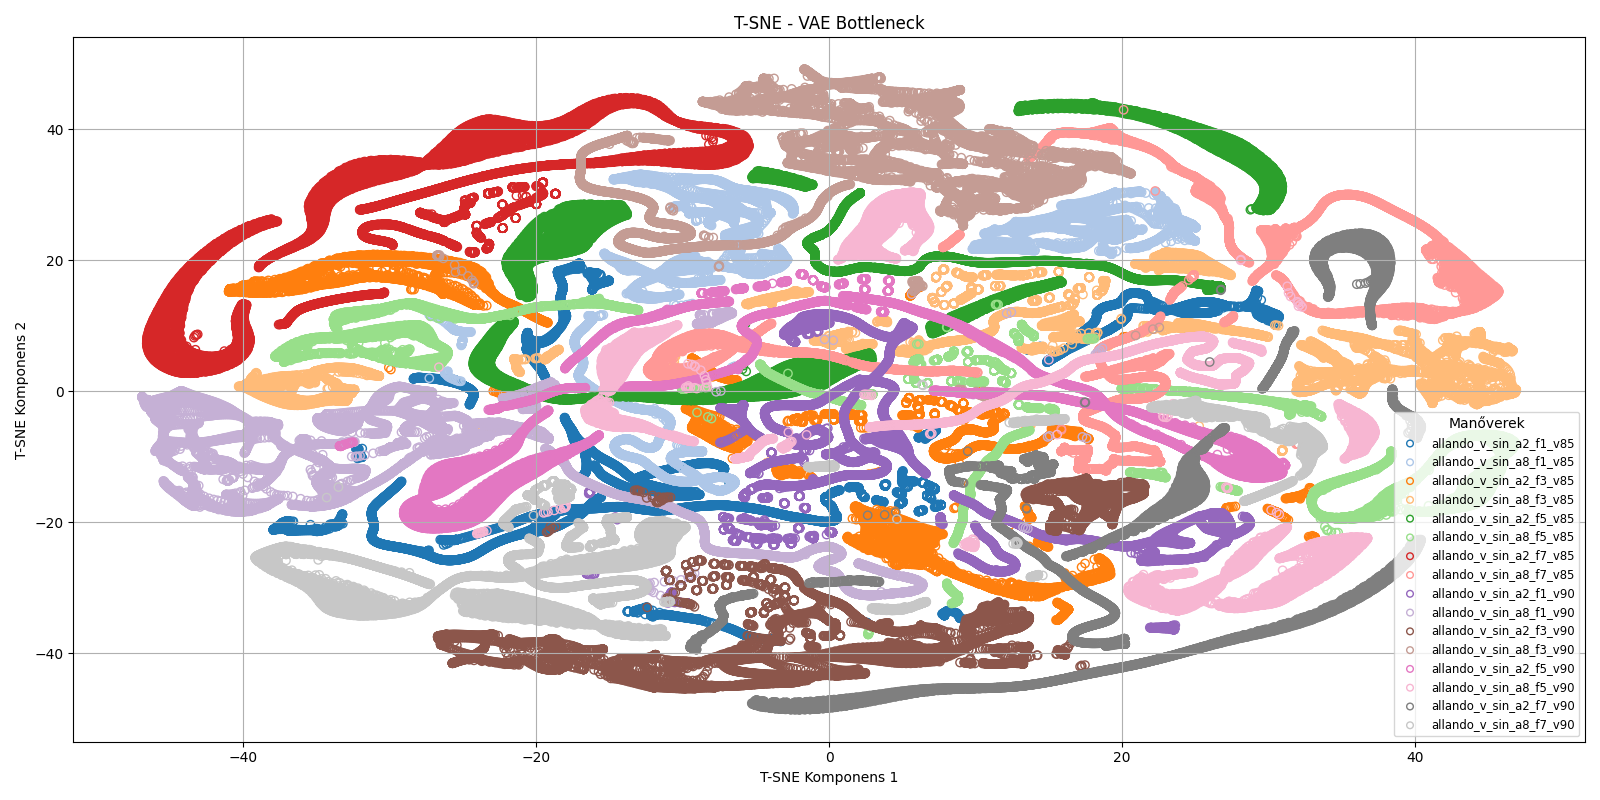 T-SNE - VAE Bottleneck
40
20
0
−20
−40
T-SNE Komponens 2
−40
−20
0
20
40
T-SNE Komponens 1
Manőverek
allando_v_sin_a2_f1_v85
allando_v_sin_a8_f1_v85
allando_v_sin_a2_f3_v85
allando_v_sin_a8_f3_v85
allando_v_sin_a2_f5_v85
allando_v_sin_a8_f5_v85
allando_v_sin_a2_f7_v85
allando_v_sin_a8_f7_v85
allando_v_sin_a2_f1_v90
allando_v_sin_a8_f1_v90
allando_v_sin_a2_f3_v90
allando_v_sin_a8_f3_v90
allando_v_sin_a2_f5_v90
allando_v_sin_a8_f5_v90
allando_v_sin_a2_f7_v90
allando_v_sin_a8_f7_v90